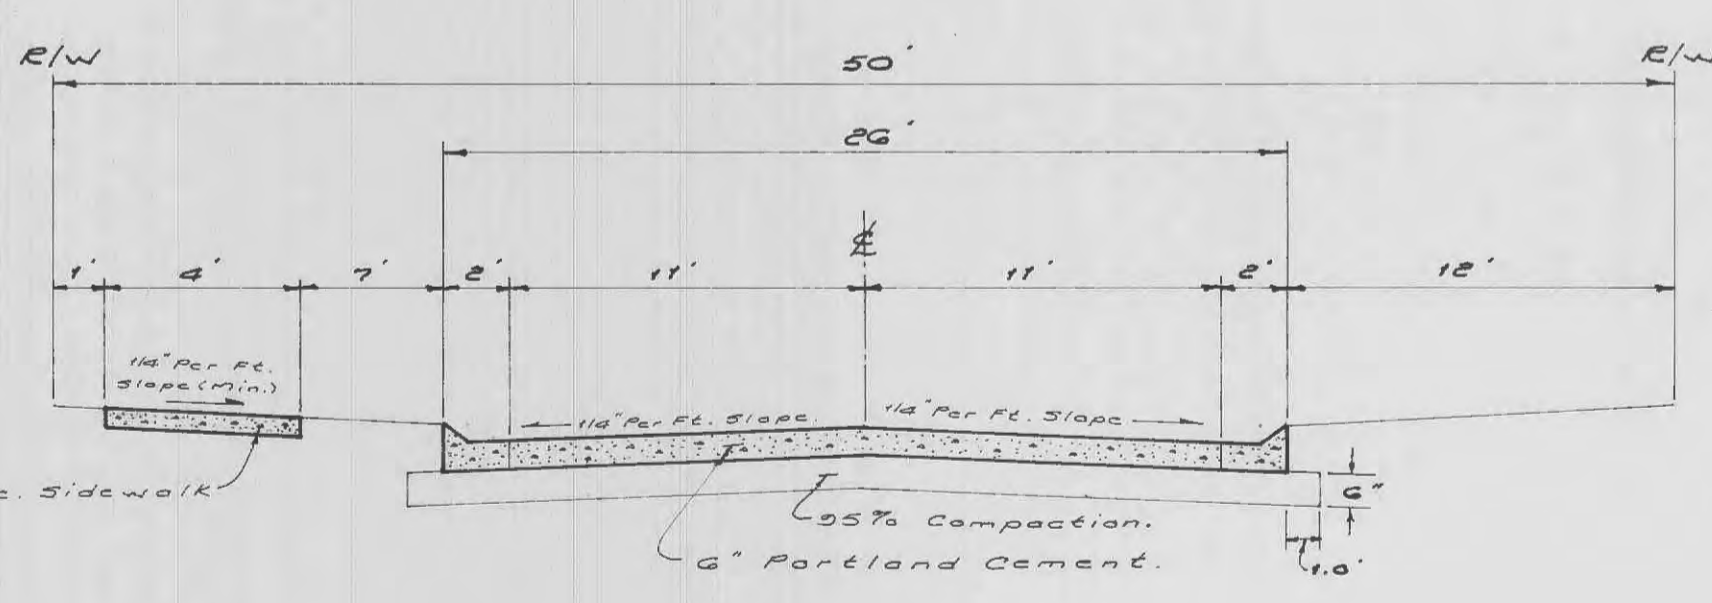 R/W
50'
R/W
26'
℄
1'
4'
7'
2'
11'
11'
2'
12'
1/4" Per Ft.
Slope (Min.)
1/4" Per Ft. Slope.
1/4" Per Ft. Slope
c. Sidewalk
6"
95% Compaction.
6" Portland Cement.
1.0'